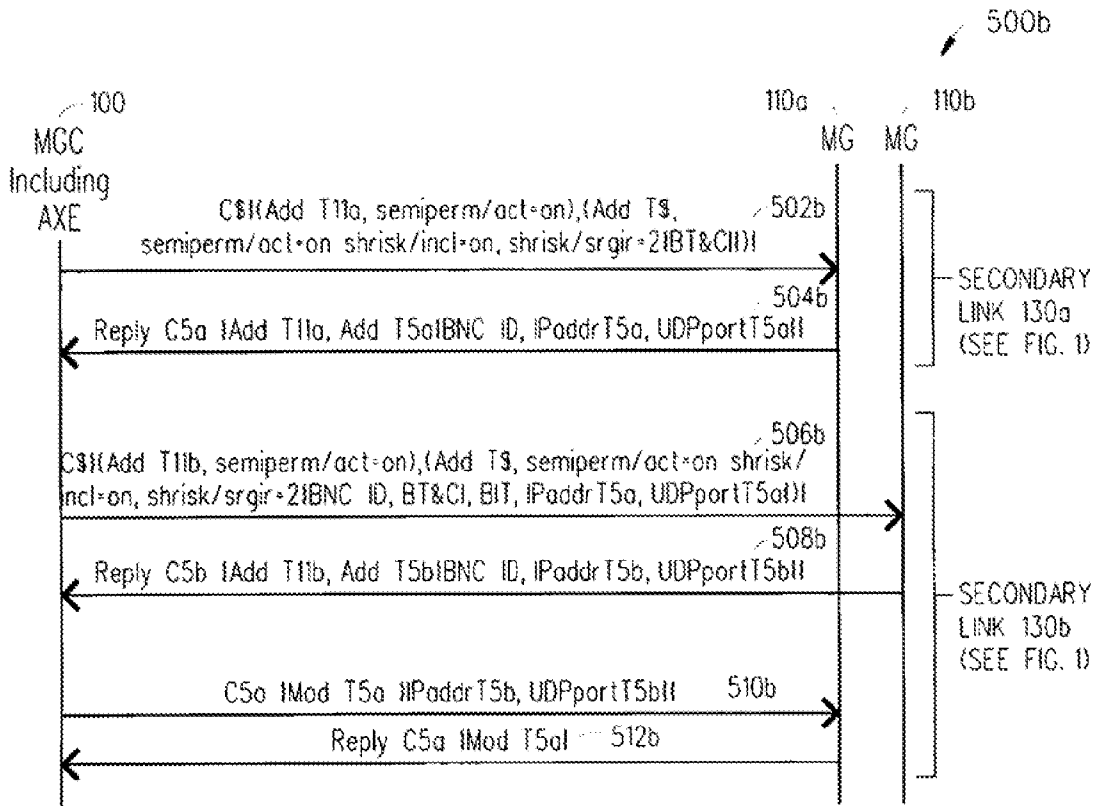 500b
100
MGC
Including
AXE
110a
MG
110b
MG
C${(Add T11a, semiperm/act=on),(Add T$,
semiperm/act=on shrisk/incl=on, shrisk/srgir=2{BT&CI})}
502b
504b
Reply C5a {Add T11a, Add T5a{BNC ID, IPaddrT5a, UDPportT5a}}
SECONDARY
LINK 130a
(SEE FIG. 1)
506b
C${(Add T11b, semiperm/act=on),(Add T$, semiperm/act=on shrisk/
incl=on, shrisk/srgir=2{BNC ID, BT&CI, BIT, IPaddrT5a, UDPportT5a})}
508b
Reply C5b {Add T11b, Add T5b{BNC ID, IPaddrT5b, UDPportT5b}}
SECONDARY
LINK 130b
(SEE FIG. 1)
C5a {Mod T5a {IPaddrT5b, UDPportT5b}} 510b
Reply C5a {Mod T5a} 512b